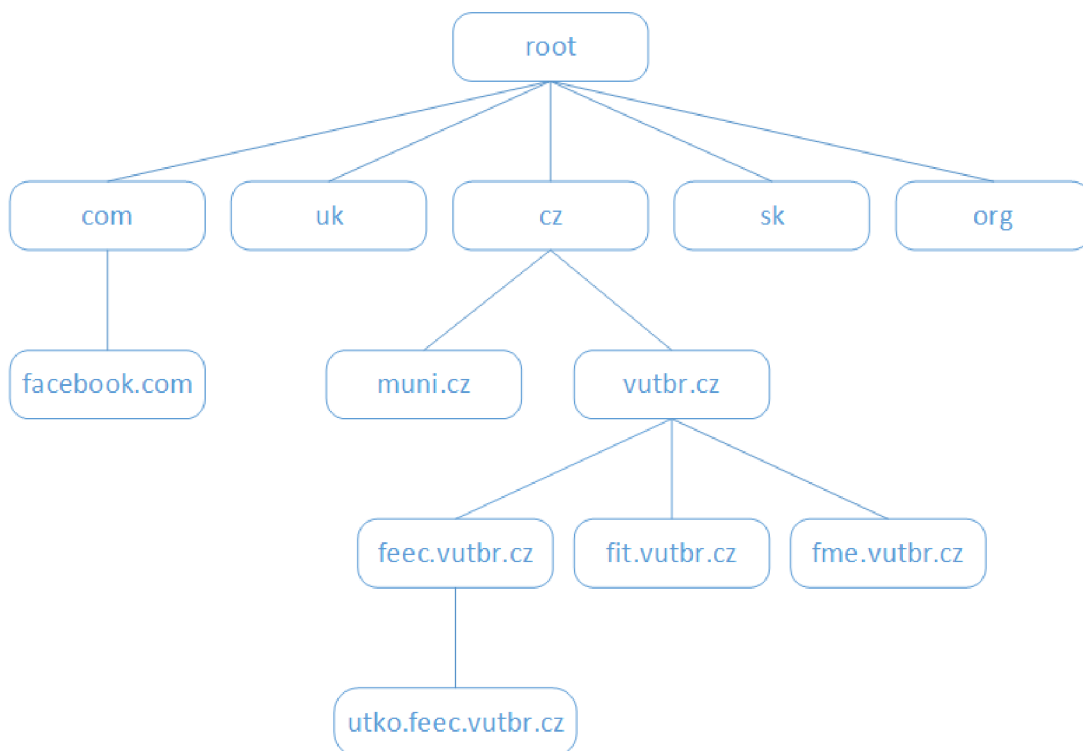 root
com
uk
cz
sk
org
facebook.com
muni.cz
vutbr.cz
feec.vutbr.cz
fit.vutbr.cz
fme.vutbr.cz
utko.feec.vutbr.cz